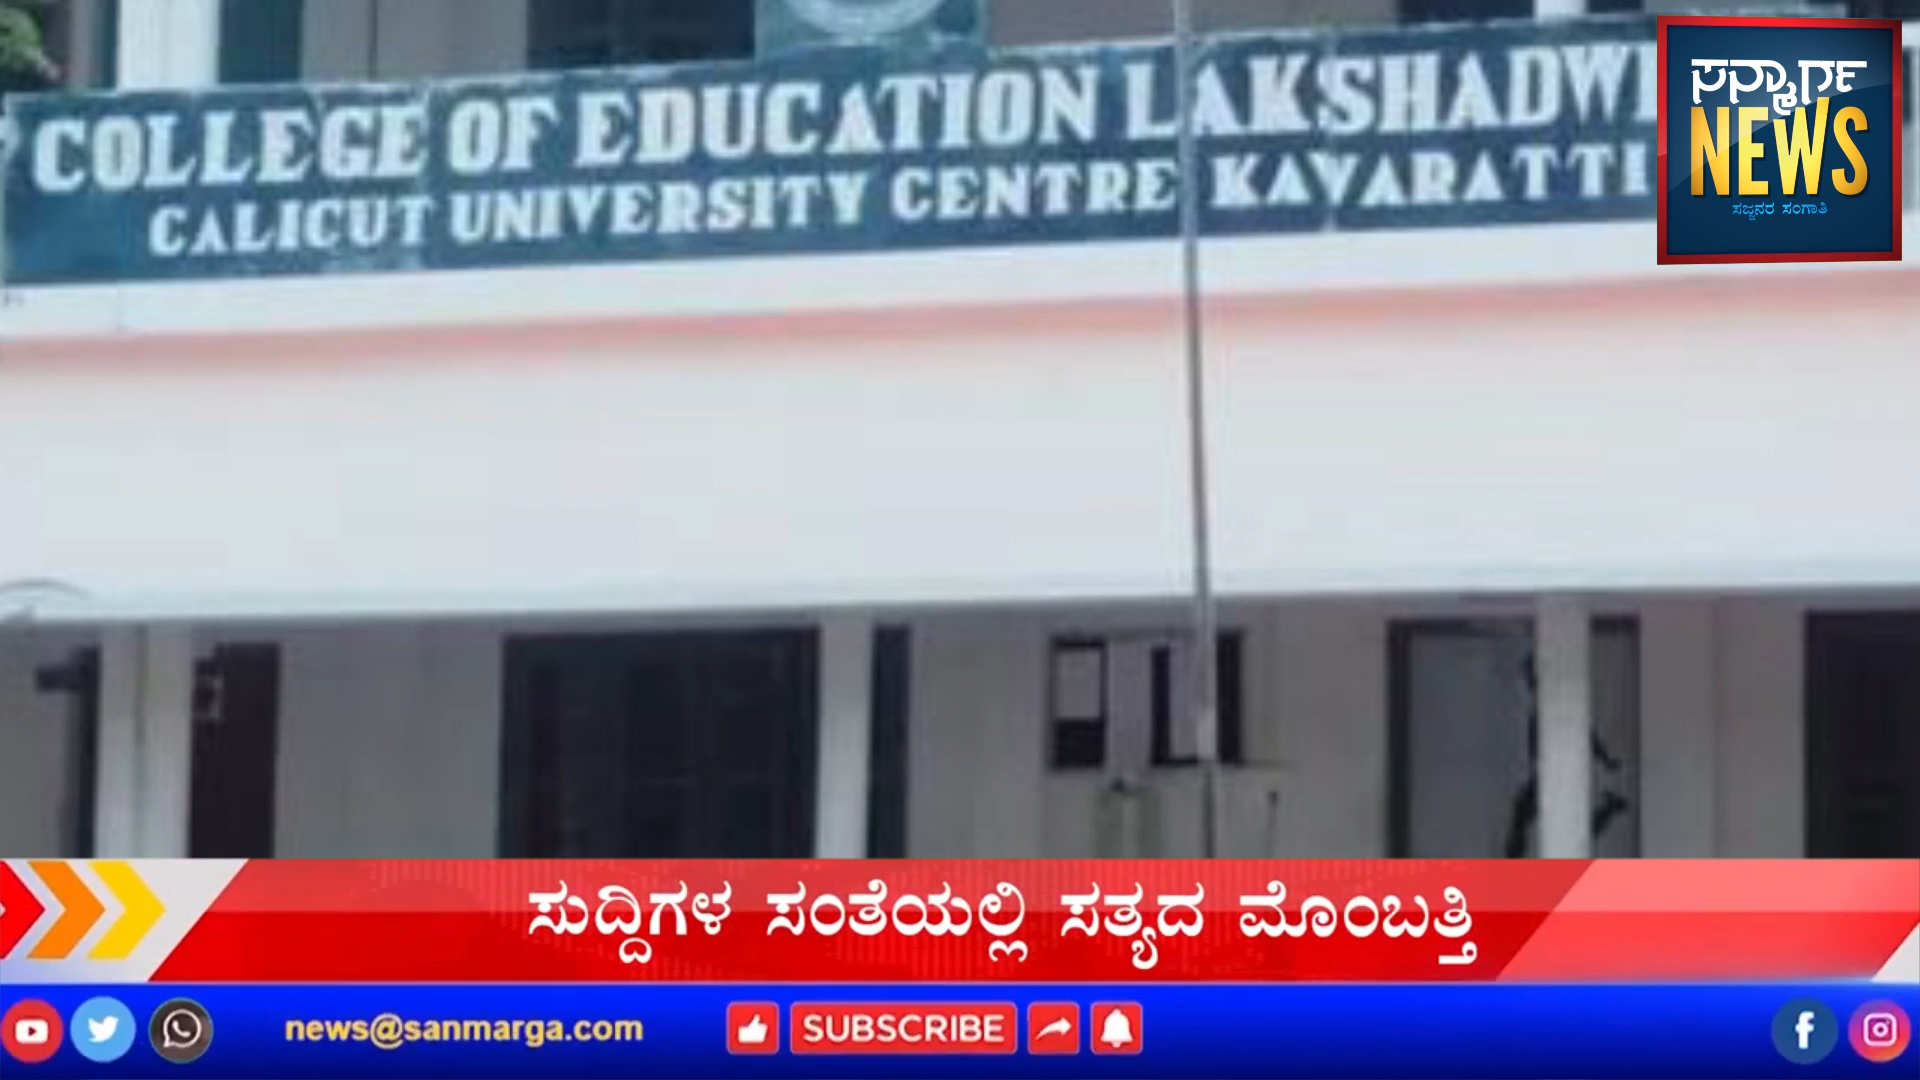 COLLEGE OF EDUCATION LAKSHADWE
CALICUT UNIVERSITY CENTRE KAVARATTI
ಸನ್ಮಾರ್ಗ
NEWS
ಸಜ್ಜನರ ಸಂಗಾತಿ
ಸುದ್ದಿಗಳ ಸಂತೆಯಲ್ಲಿ ಸತ್ಯದ ಮೊಂಬತ್ತಿ
news@sanmarga.com
SUBSCRIBE